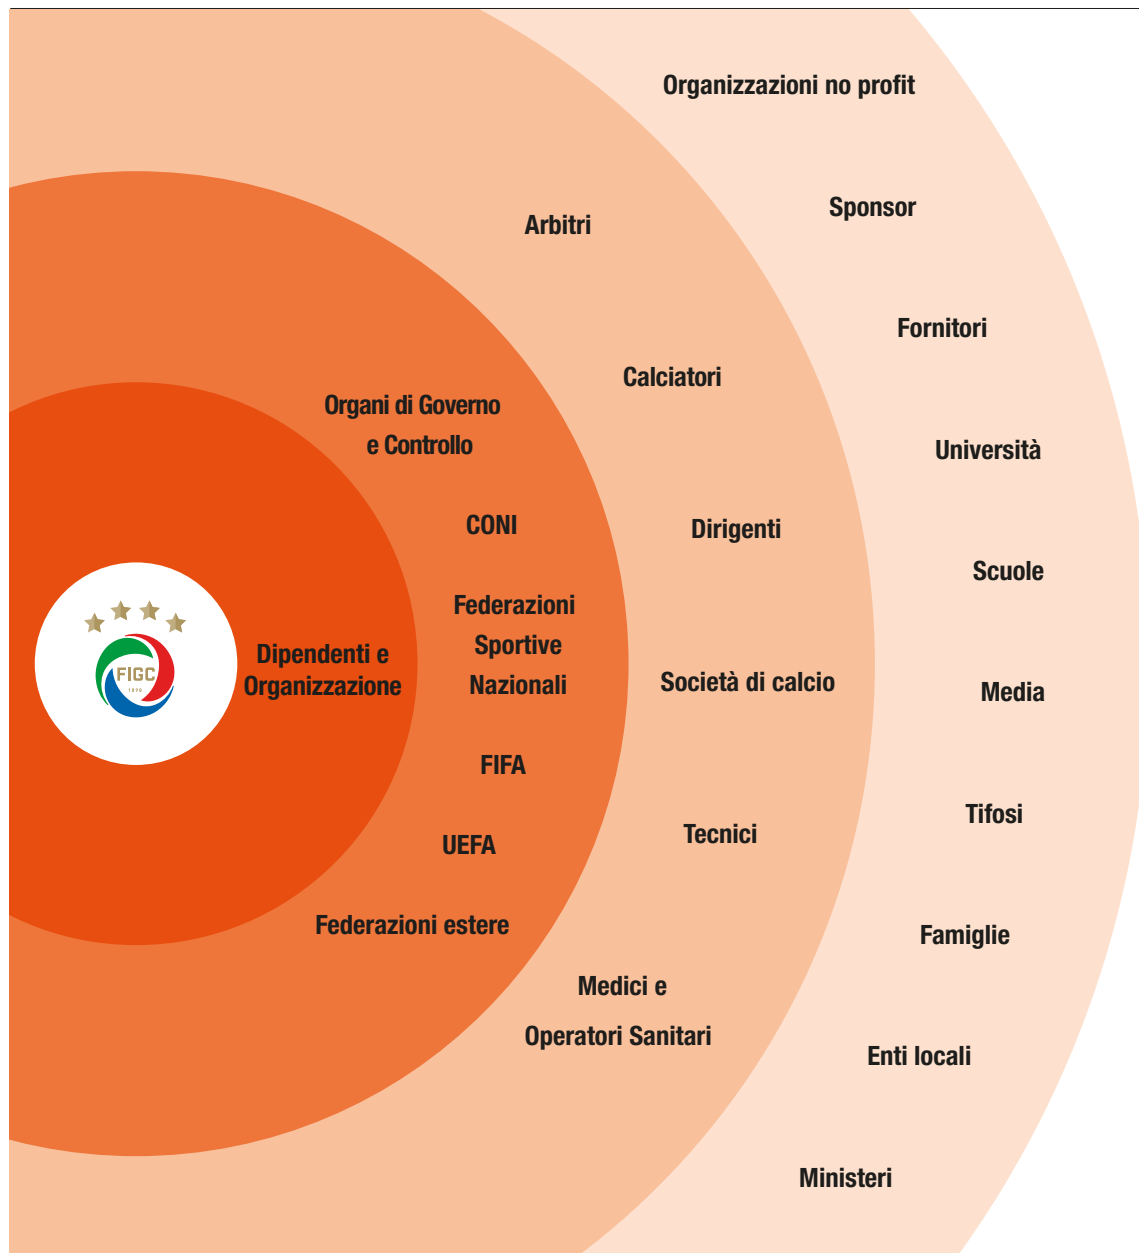 FIGC
1898
Dipendenti e
Organizzazione
Organi di Governo
e Controllo
CONI
Federazioni
Sportive
Nazionali
FIFA
UEFA
Federazioni estere
Arbitri
Calciatori
Dirigenti
Società di calcio
Tecnici
Medici e
Operatori Sanitari
Organizzazioni no profit
Sponsor
Fornitori
Università
Scuole
Media
Tifosi
Famiglie
Enti locali
Ministeri